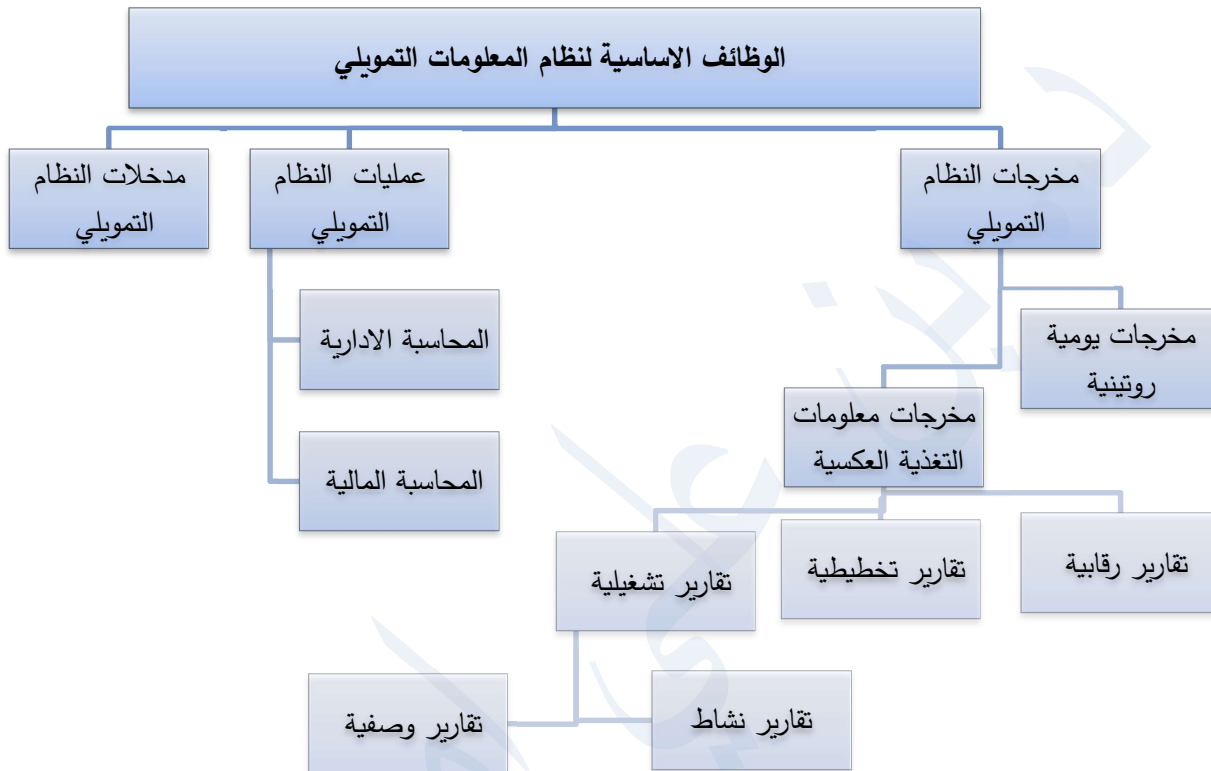 الوظائف الاساسية لنظام المعلومات التمويلي
مخرجات النظام
التمويلي
عمليات النظام
التمويلي
مدخلات النظام
التمويلي
المحاسبة الادارية
مخرجات يومية
روتينية
مخرجات معلومات
التغذية العكسية
المحاسبة المالية
تقارير رقابية
تقارير تخطيطية
تقارير تشغيلية
تقارير نشاط
تقارير وصفية